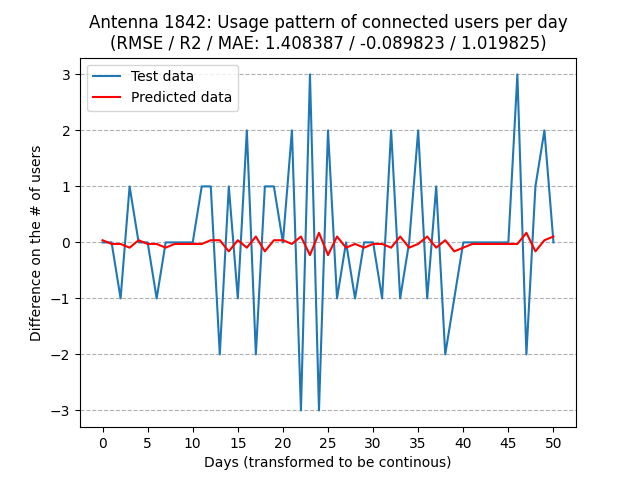 Antenna 1842: Usage pattern of connected users per day
(RMSE / R2 / MAE: 1.408387 / -0.089823 / 1.019825)
Test data
Predicted data
Difference on the # of users
3
2
1
0
−1
−2
−3
0 5 10 15 20 25 30 35 40 45 50
Days (transformed to be continous)